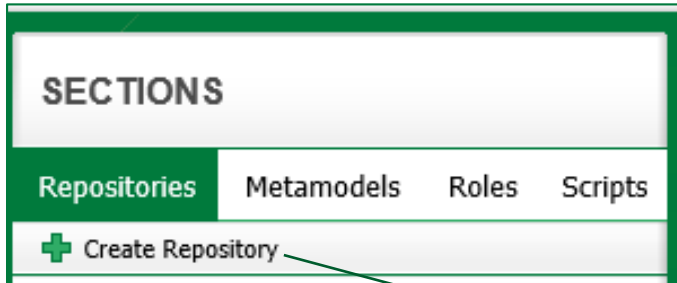 SECTIONS
Repositories Metamodels Roles Scripts
Create Repository